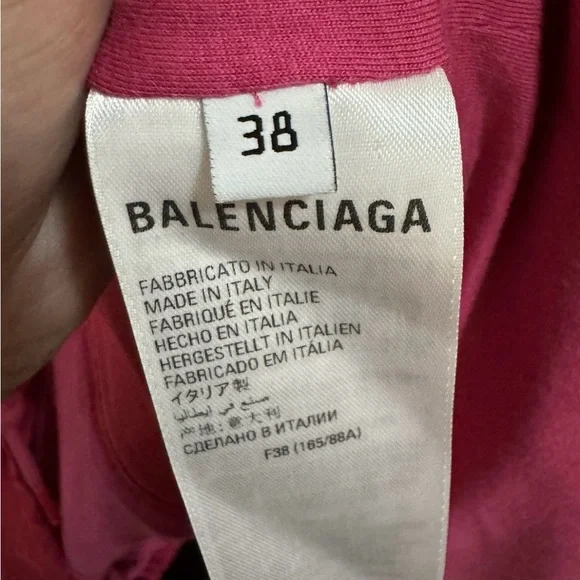 38
BALENCIAGA
FABBRICATO IN ITALIA
MADE IN ITALY
FABRIQUÉ EN ITALIE
HECHO EN ITALIA
HERGESTELLT IN ITALIEN
FABRICADO EM ITÁLIA
イタリア製
صنع في إيطاليا
产地: 意大利
СДЕЛАНО В ИТАЛИИ
F38 (165/88A)